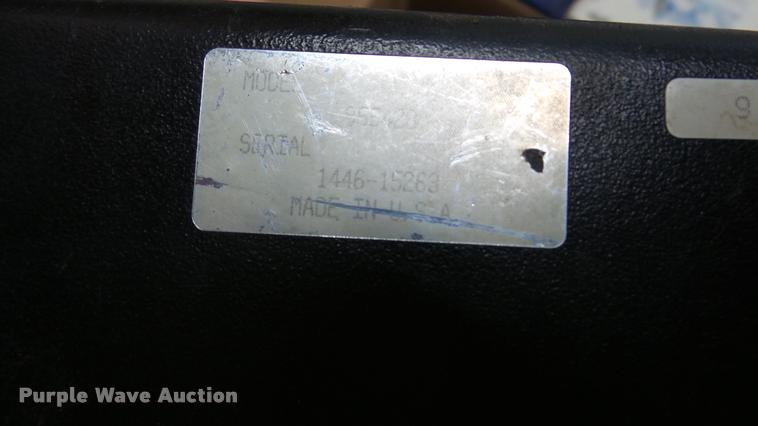 MODEL
SERIAL
1446-15263
MADE IN U.S.A
9
Purple Wave Auction